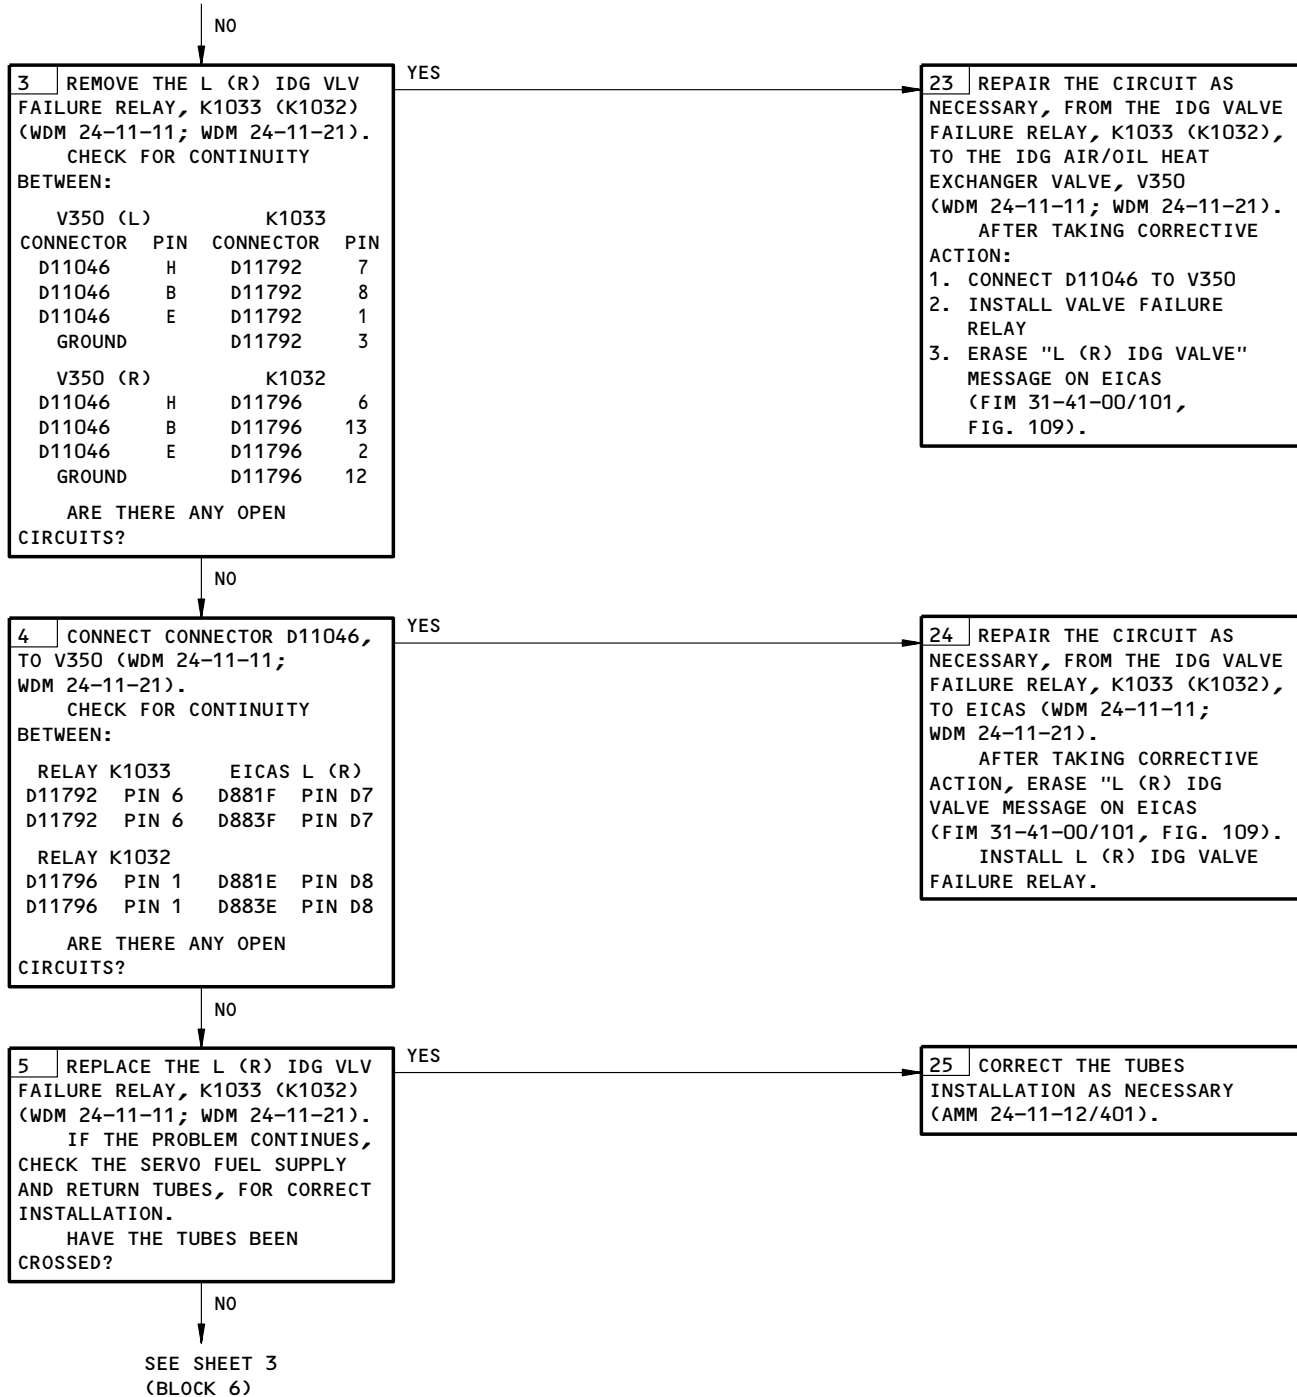 NO
3 REMOVE THE L (R) IDG VLV
FAILURE RELAY, K1033 (K1032)
(WDM 24-11-11; WDM 24-11-21).
CHECK FOR CONTINUITY
BETWEEN:
V350 (L) K1033
CONNECTOR PIN CONNECTOR PIN
D11046 H D11792 7
D11046 B D11792 8
D11046 E D11792 1
GROUND D11792 3
V350 (R) K1032
D11046 H D11796 6
D11046 B D11796 13
D11046 E D11796 2
GROUND D11796 12
ARE THERE ANY OPEN
CIRCUITS?
YES
23 REPAIR THE CIRCUIT AS
NECESSARY, FROM THE IDG VALVE
FAILURE RELAY, K1033 (K1032),
TO THE IDG AIR/OIL HEAT
EXCHANGER VALVE, V350
(WDM 24-11-11; WDM 24-11-21).
AFTER TAKING CORRECTIVE
ACTION:
1. CONNECT D11046 TO V350
2. INSTALL VALVE FAILURE
RELAY
3. ERASE "L (R) IDG VALVE"
MESSAGE ON EICAS
(FIM 31-41-00/101,
FIG. 109).
NO
4 CONNECT CONNECTOR D11046,
TO V350 (WDM 24-11-11;
WDM 24-11-21).
CHECK FOR CONTINUITY
BETWEEN:
RELAY K1033 EICAS L (R)
D11792 PIN 6 D881F PIN D7
D11792 PIN 6 D883F PIN D7
RELAY K1032
D11796 PIN 1 D881E PIN D8
D11796 PIN 1 D883E PIN D8
ARE THERE ANY OPEN
CIRCUITS?
YES
24 REPAIR THE CIRCUIT AS
NECESSARY, FROM THE IDG VALVE
FAILURE RELAY, K1033 (K1032),
TO EICAS (WDM 24-11-11;
WDM 24-11-21).
AFTER TAKING CORRECTIVE
ACTION, ERASE "L (R) IDG
VALVE MESSAGE ON EICAS
(FIM 31-41-00/101, FIG. 109).
INSTALL L (R) IDG VALVE
FAILURE RELAY.
NO
5 REPLACE THE L (R) IDG VLV
FAILURE RELAY, K1033 (K1032)
(WDM 24-11-11; WDM 24-11-21).
IF THE PROBLEM CONTINUES,
CHECK THE SERVO FUEL SUPPLY
AND RETURN TUBES, FOR CORRECT
INSTALLATION.
HAVE THE TUBES BEEN
CROSSED?
YES
25 CORRECT THE TUBES
INSTALLATION AS NECESSARY
(AMM 24-11-12/401).
NO
SEE SHEET 3
(BLOCK 6)